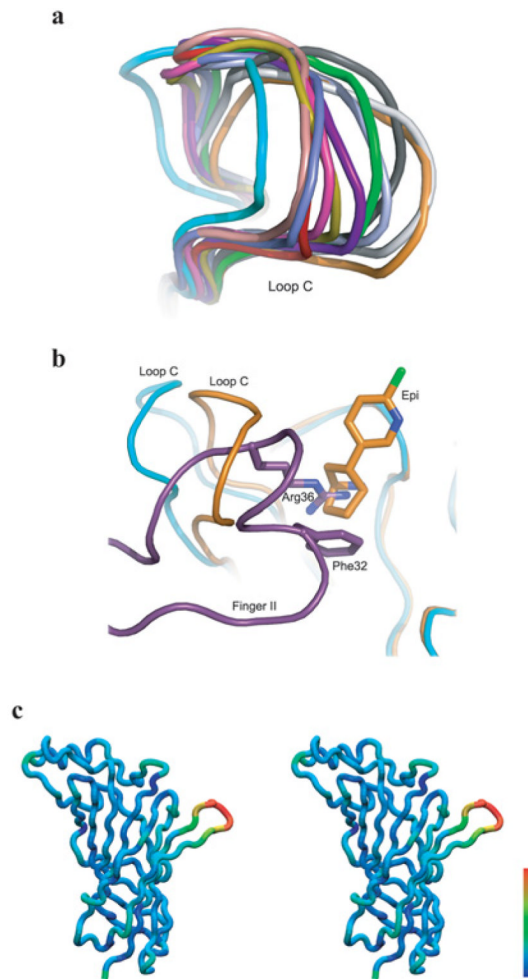 a
Loop C
b
Loop C
Loop C
Epi
Arg36
Phe32
Finger II
c